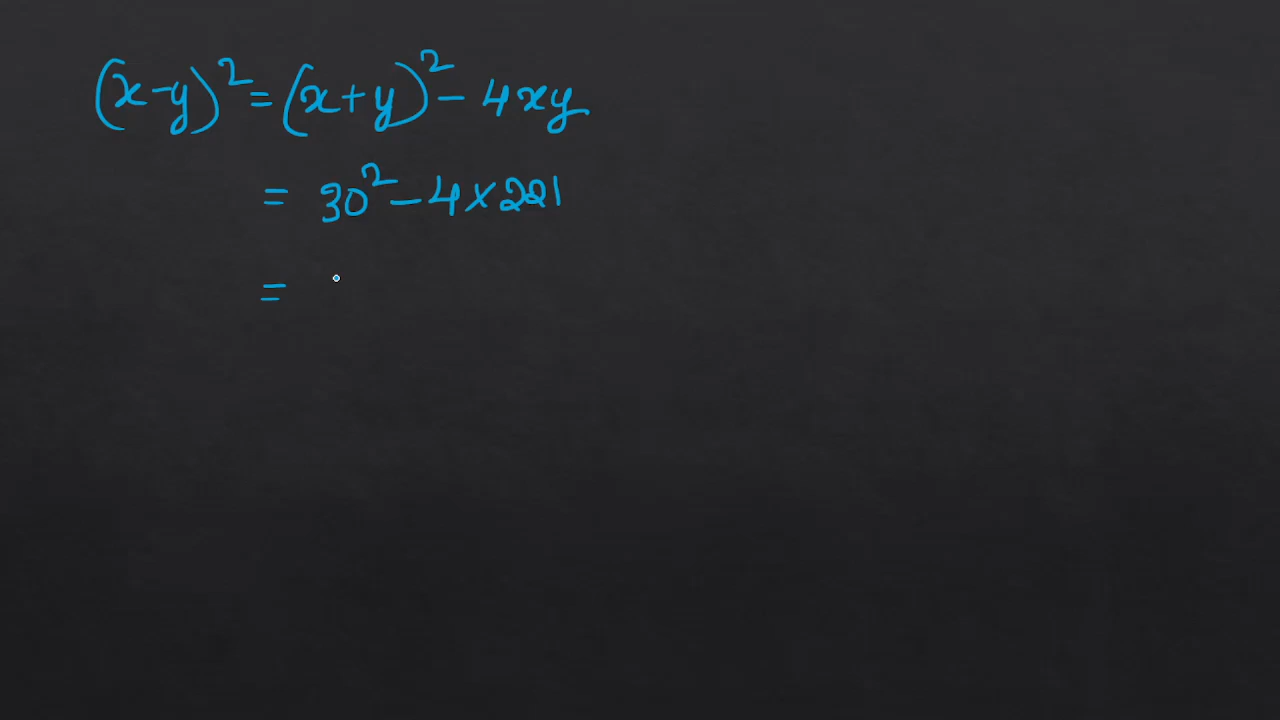 (x-y)² = (x+y)² - 4xy
= 30² - 4×221
=